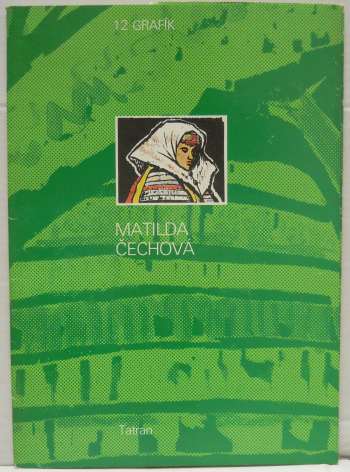 12 GRAFÍK
MATILDA
ČECHOVÁ
Tatran